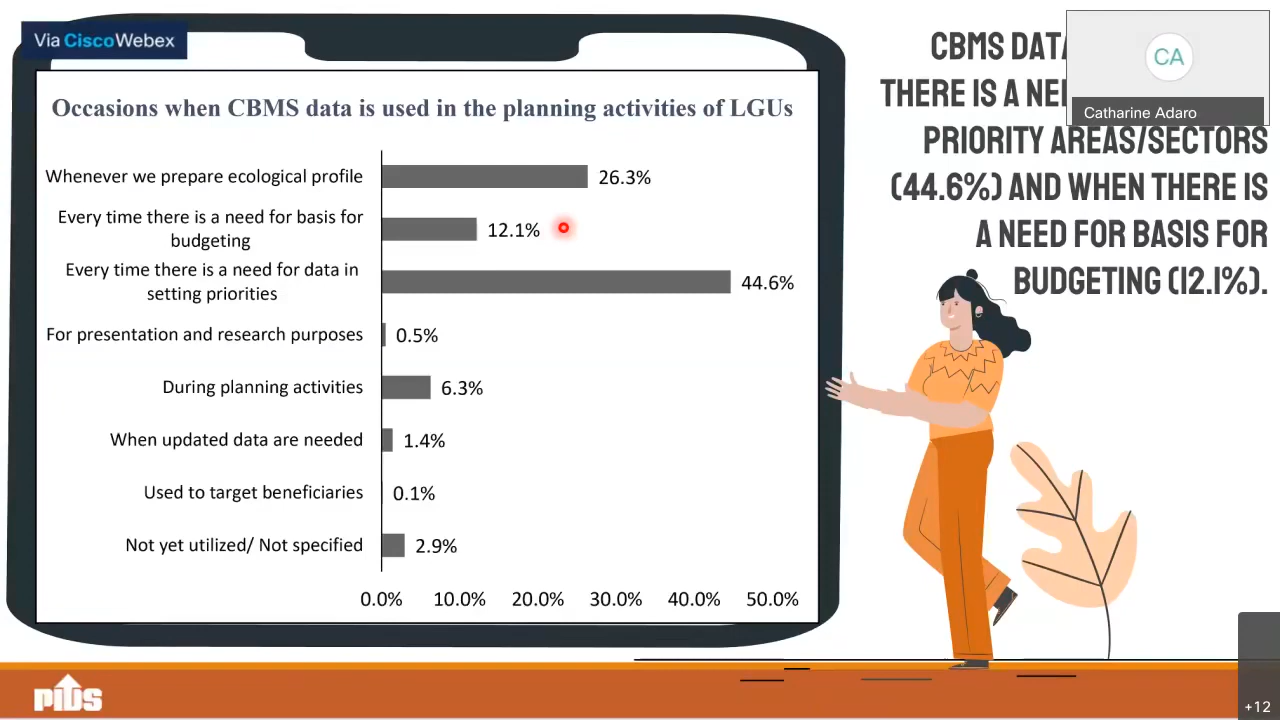 Via CiscoWebex
Occasions when CBMS data is used in the planning activities of LGUs
Whenever we prepare ecological profile
26.3%
Every time there is a need for basis for
budgeting
12.1%
Every time there is a need for data in
setting priorities
44.6%
For presentation and research purposes
0.5%
During planning activities
6.3%
When updated data are needed
1.4%
Used to target beneficiaries
0.1%
Not yet utilized/ Not specified
2.9%
0.0% 10.0% 20.0% 30.0% 40.0% 50.0%
CBMS DATA
THERE IS A
PRIORITY AREAS/SECTORS
(44.6%) AND WHEN THERE IS
A NEED FOR BASIS FOR
BUDGETING (12.1%).
CA
Catharine Adaro
PIDS
+12